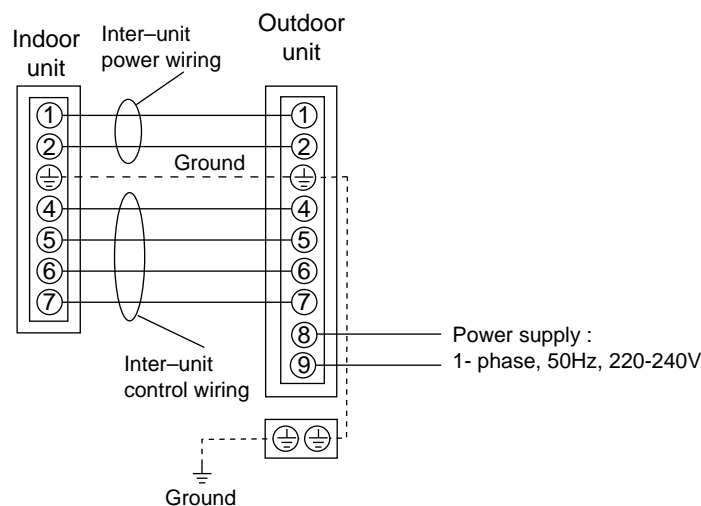 Indoor
unit
Inter–unit
power wiring
Outdoor
unit
1 1
2 2
Ground
4 4
5 5
6 6
7 7
8
9
Power supply :
1- phase, 50Hz, 220-240V
Inter–unit
control wiring
Ground